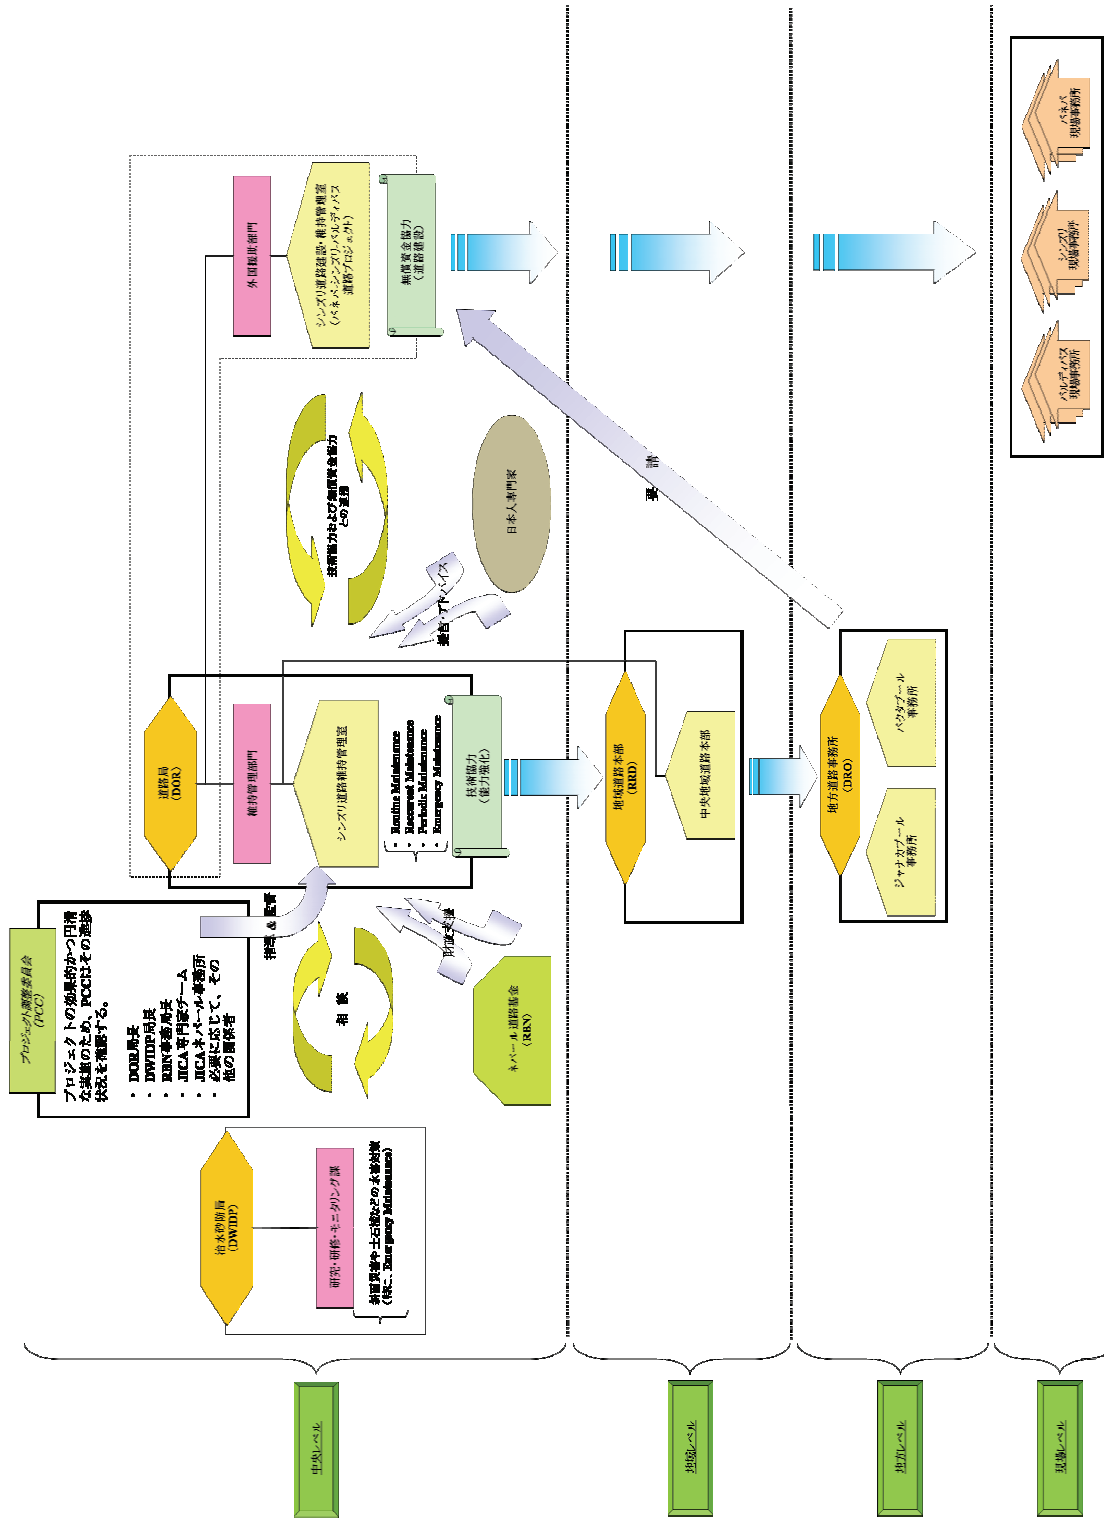 プロジェクト調整委員会
(PCC)
プロジェクトの効果的かつ円滑
な実施のため、PCCはその進捗
状況を確認する。
・ DOR局長
・ DWIDP局長
・ RBN事務局長
・ JICA専門家チーム
・ JICAネパール事務所
・ 必要に応じて、その
他の関係者
治水砂防局
(DWIDP)
研究・研修・モニタリング課
斜面災害や土石流などの水害対策
(特に、Emergency Maintenance)
指導 & 監督
相 談
財政支援
ネパール道路基金
(RBN)
道路局
(DOR)
維持管理部門
シンズリ道路維持管理室
・ Routine Maintenance
・ Reccurent Maintenance
・ Periodic Maintenance
・ Emergency Maintenance
技術協力
(能力強化)
外国援助部門
シンズリ道路建設・維持管理室
(バネパ・シンズリ・バルディバス
道路プロジェクト)
無償資金協力
(道路建設)
技術協力および無償資金協力
との連携
日本人専門家
提言・アドバイス
要 請
地域道路本部
(RRD)
中央地域道路本部
地方道路事務所
(DRO)
ジャナカプール
事務所
バクタプール
事務所
バルディバス
現場事務所
シンズリ
現場事務所
バネパ
現場事務所
中央レベル
地域レベル
地方レベル
現場レベル